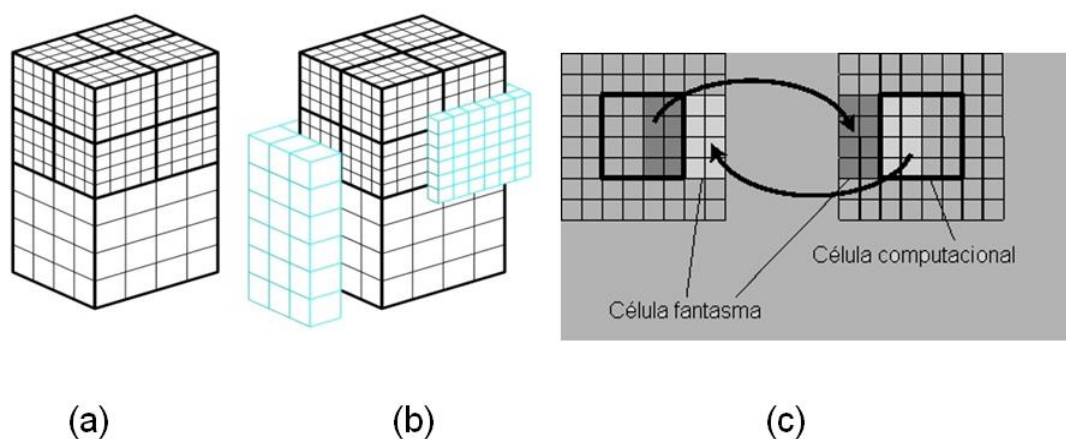 Célula computacional
Célula fantasma
(a)
(b)
(c)